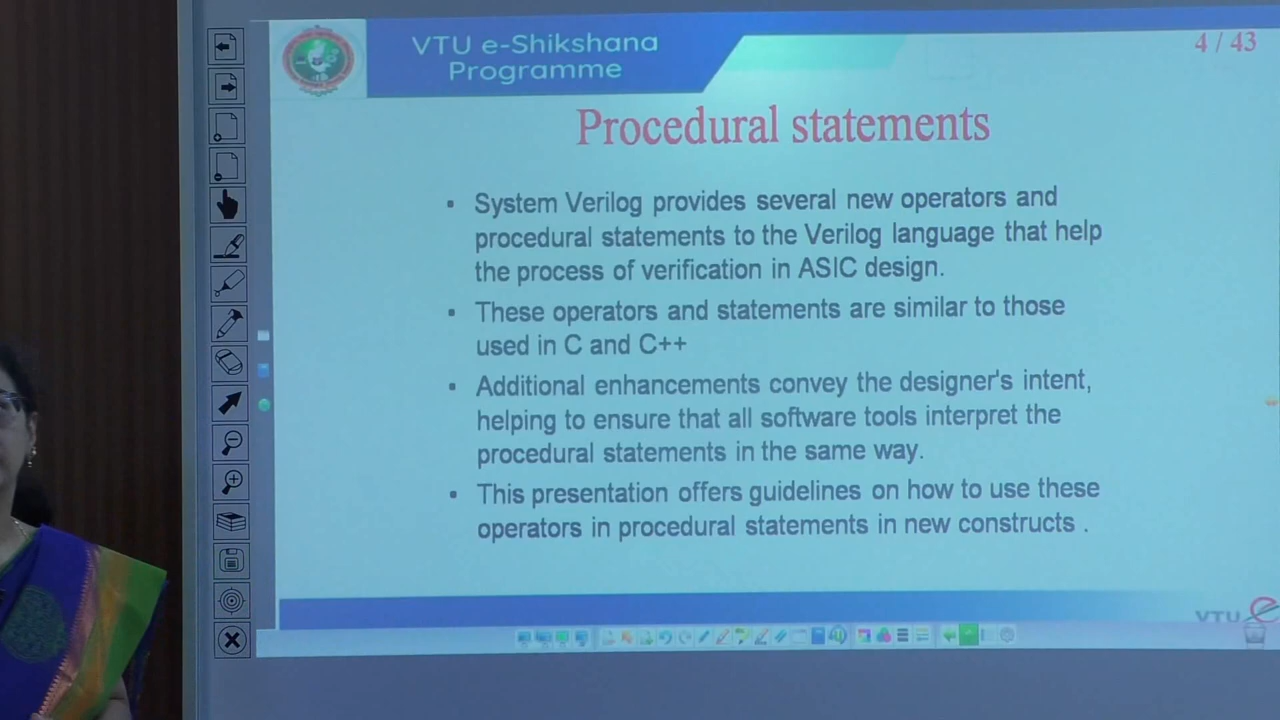 VTU e-Shikshana
Programme
4 / 43
Procedural statements
▪ System Verilog provides several new operators and
procedural statements to the Verilog language that help
the process of verification in ASIC design.
▪ These operators and statements are similar to those
used in C and C++
▪ Additional enhancements convey the designer's intent,
helping to ensure that all software tools interpret the
procedural statements in the same way.
▪ This presentation offers guidelines on how to use these
operators in procedural statements in new constructs .
VTU e